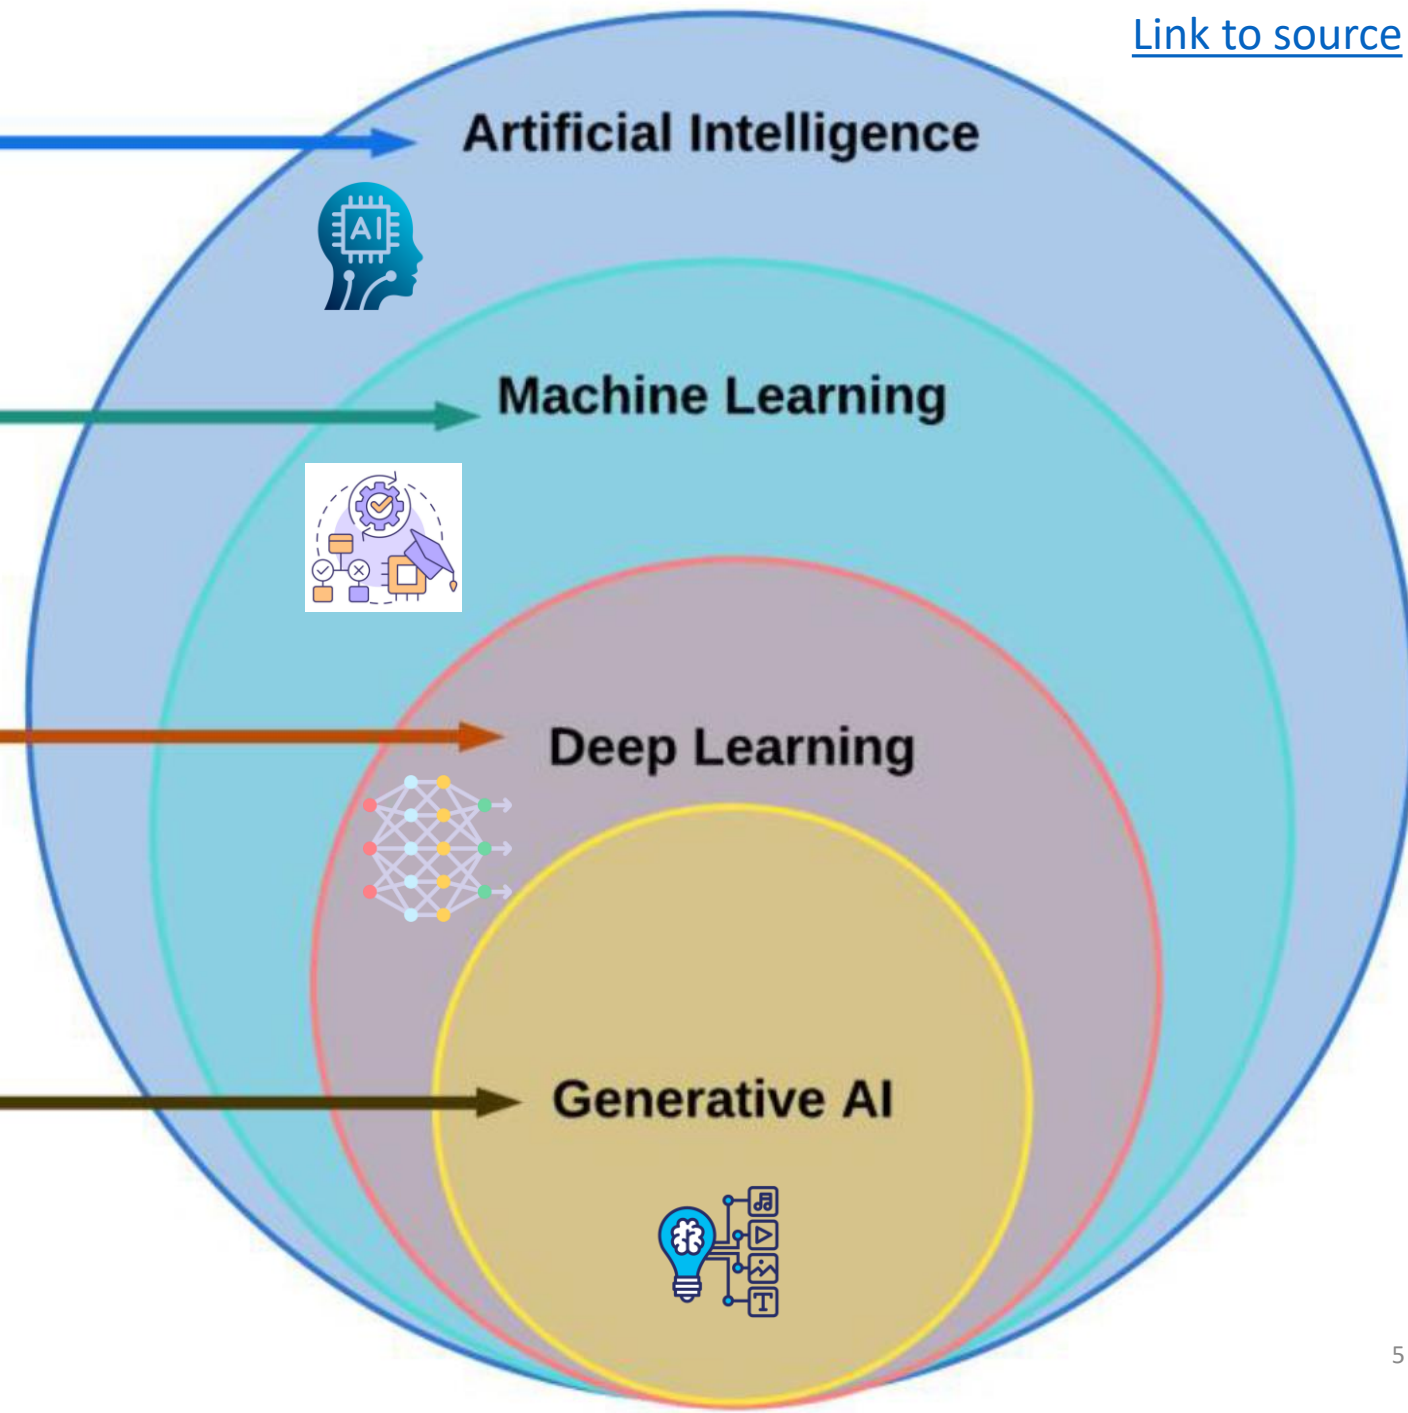 Link to source
Artificial Intelligence
AI
Machine Learning
Deep Learning
Generative AI
T
5